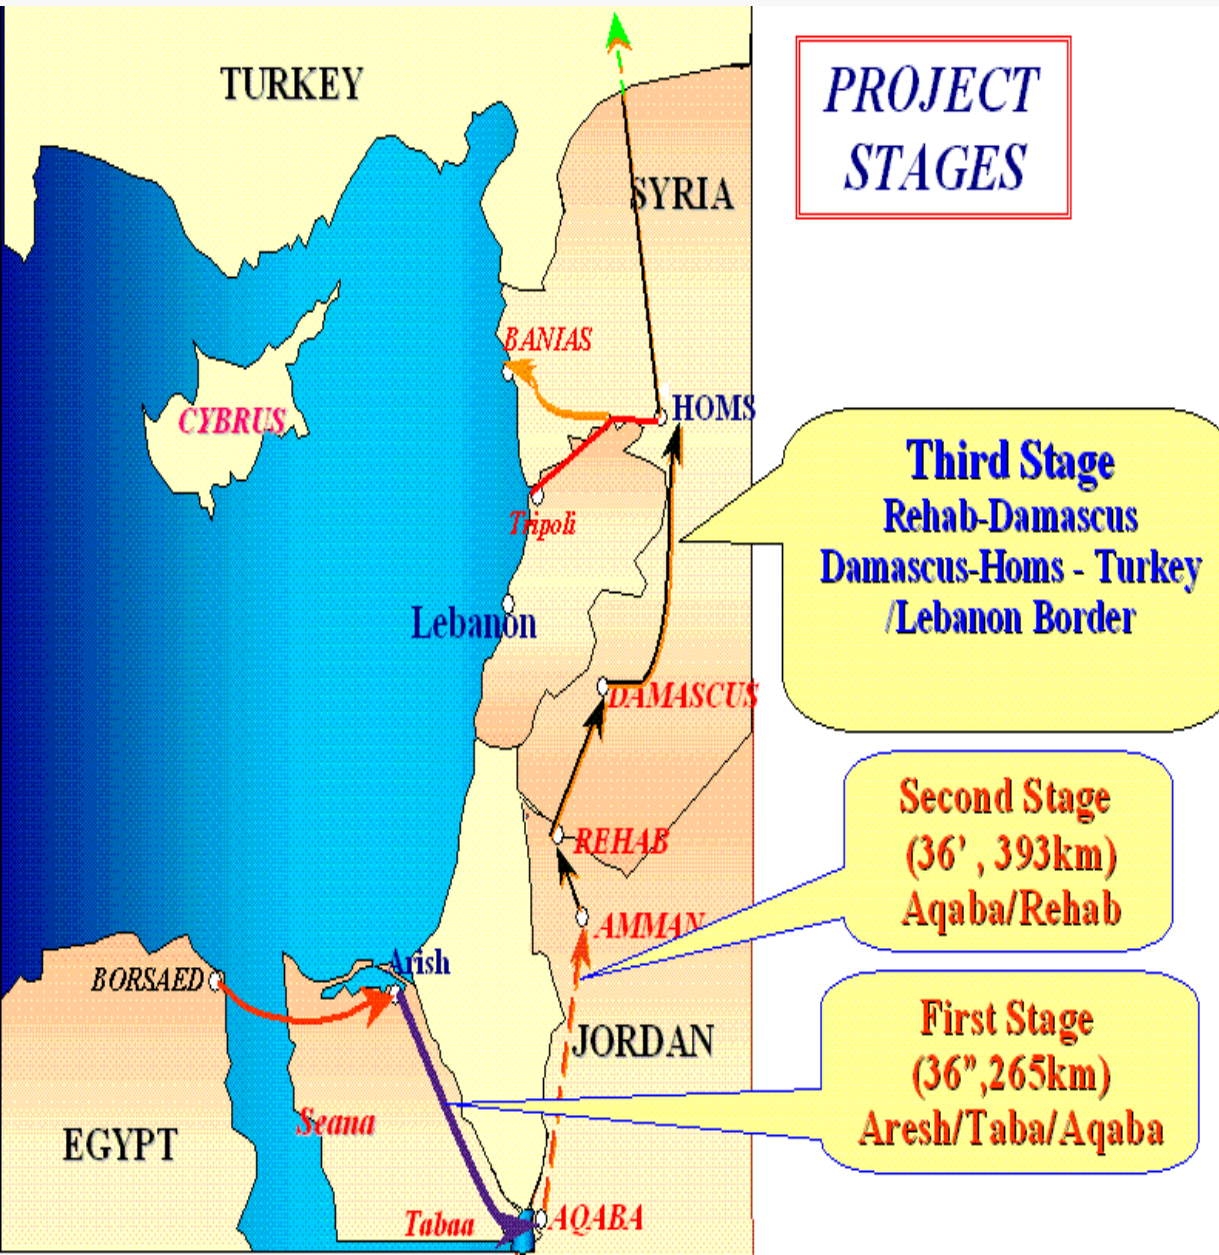 PROJECT
STAGES
TURKEY
SYRIA
BANIAS
CYBRUS
HOMS
Third Stage
Rehab-Damascus
Damascus-Homs - Turkey
/Lebanon Border
Tripoli
Lebanon
DAMASCUS
Second Stage
(36' , 393km)
Aqaba/Rehab
REHAB
AMMAN
Arish
BORSAED
First Stage
(36”,265km)
Aresh/Taba/Aqaba
JORDAN
Seana
EGYPT
Tabaa
AQABA